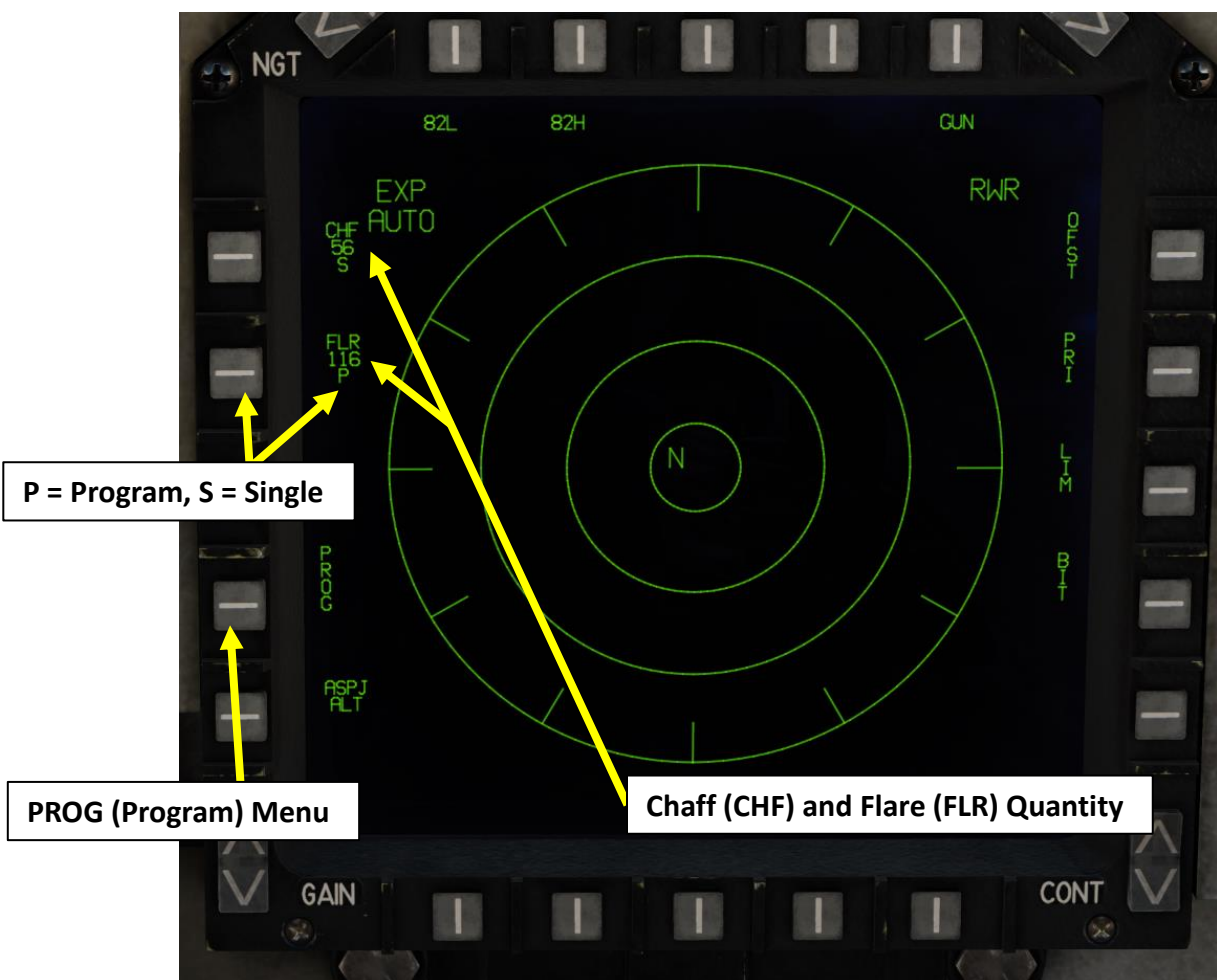 NGT
82L
82H
GUN
EXP
AUTO
RWR
CHF
56
S
OFST
FLR
116
P
PRI
N
LIM
P = Program, S = Single
PROG
BIT
ASPJ
ALT
PROG (Program) Menu
Chaff (CHF) and Flare (FLR) Quantity
GAIN
CONT